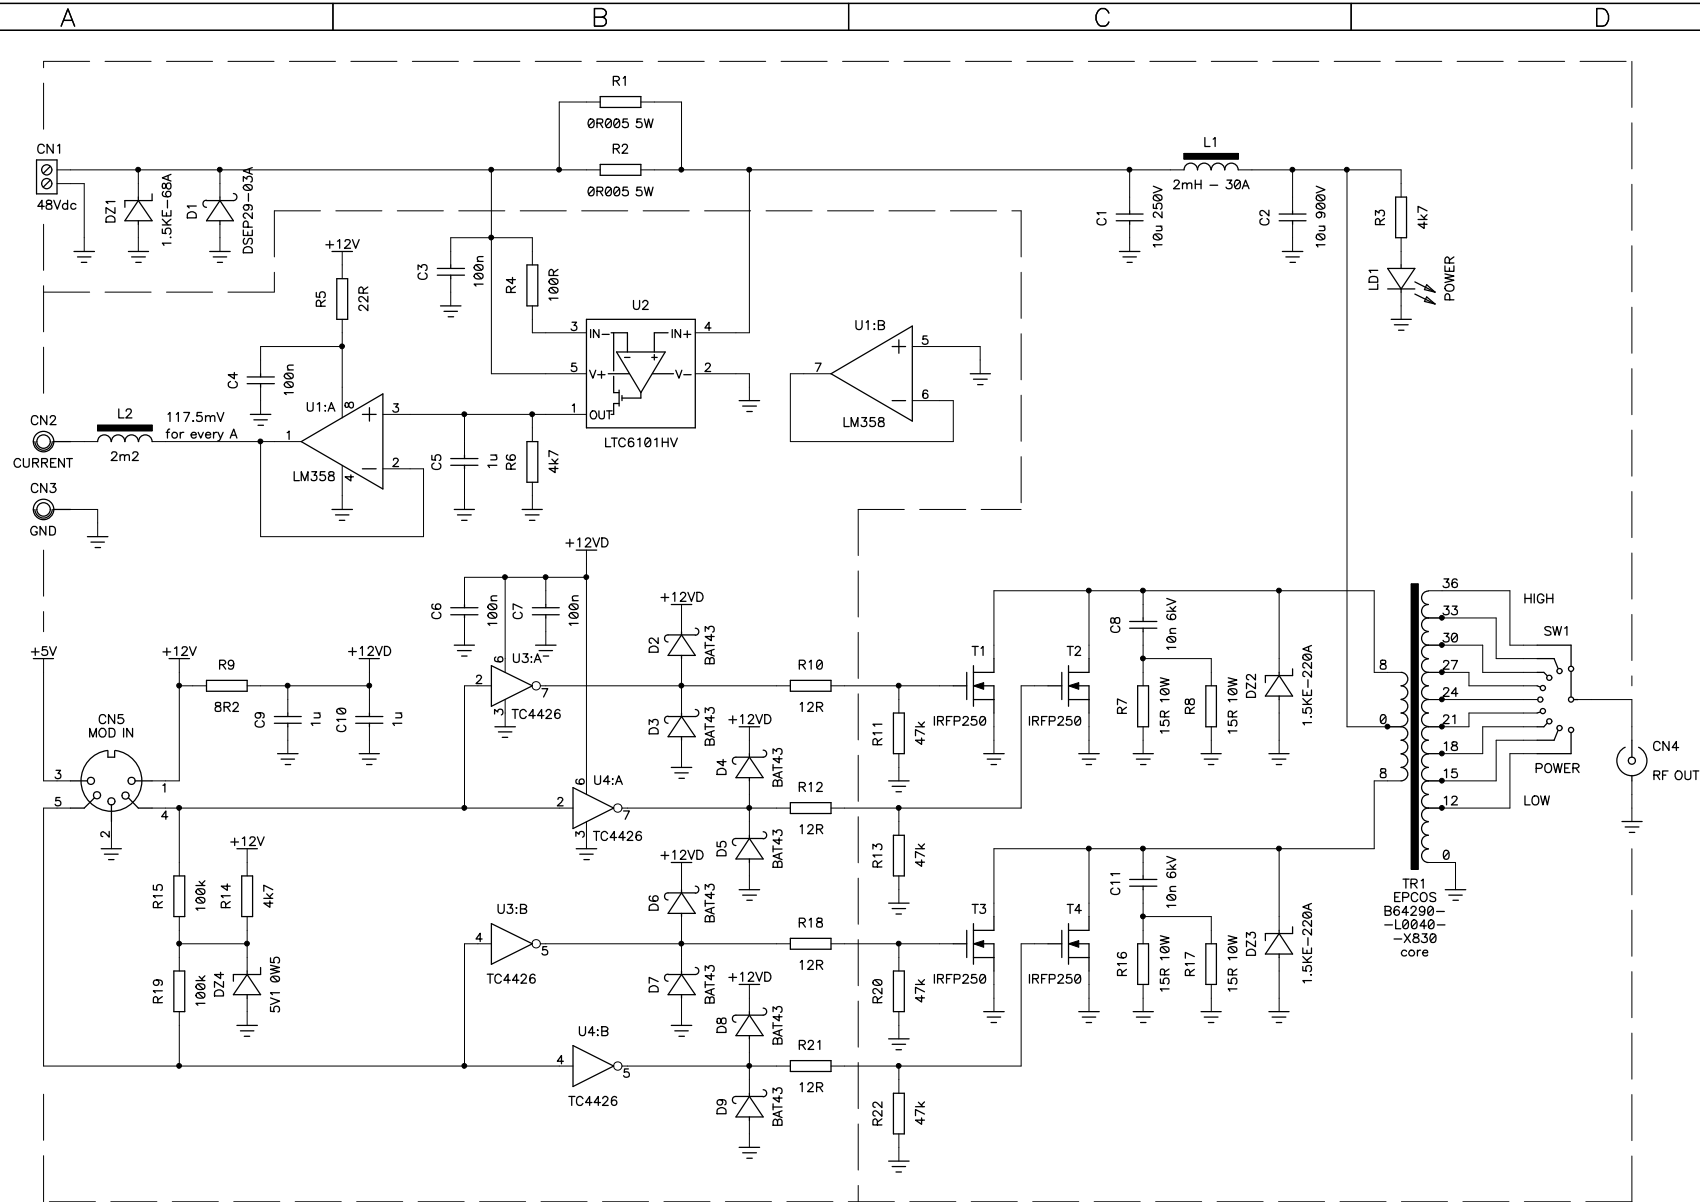 A
B
C
D
R1
0R005 5W
R2
0R005 5W
CN1
48Vdc
DZ1
1.5KE-68A
D1
DSEP29-03A
L1
2mH - 30A
C1
10u 250V
C2
10u 900V
R3
4k7
LD1
POWER
+12V
R5
22R
C3
100n
R4
100R
U2
3
IN-
IN+
4
5
V+
V-
2
1
OUT
LTC6101HV
- +
U1:B
7
+
5
-
6
LM358
C4
100n
CN2
CURRENT
L2
2m2
117.5mV
for every A
U1:A
8
+
3
1
-
2
LM358
4
C5
1u
R6
4k7
CN3
GND
+12VD
C6
100n
C7
100n
+12VD
D2
BAT43
6
U3:A
2
7
3
TC4426
D3
BAT43
R10
12R
+5V
+12V
R9
8R2
+12VD
C9
1u
C10
1u
CN5
MOD IN
3
1
5
4
2
+12VD
D4
BAT43
6
U4:A
2
7
3
TC4426
D5
BAT43
R12
12R
T1
IRFP250
T2
IRFP250
R11
47k
C8
10n 6kV
R7
15R 10W
R8
15R 10W
DZ2
1.5KE-220A
R13
47k
8
0
8
36
33
30
27
24
21
18
15
12
0
HIGH
SW1
POWER
LOW
CN4
RF OUT
TR1
EPCOS
B64290-
-L0040-
-X830
core
+12V
R15
100k
R14
4k7
R19
100k
DZ4
5V1 0W5
+12VD
D6
BAT43
U3:B
4
5
TC4426
D7
BAT43
R18
12R
+12VD
D8
BAT43
U4:B
4
5
TC4426
D9
BAT43
R21
12R
T3
IRFP250
T4
IRFP250
R20
47k
C11
10n 6kV
R16
15R 10W
R17
15R 10W
DZ3
1.5KE-220A
R22
47k